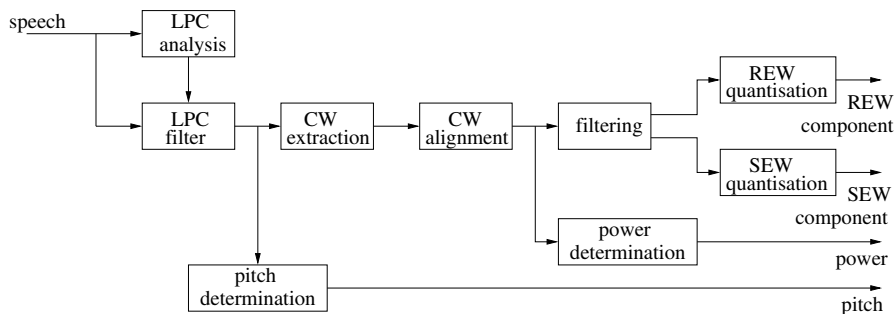 speech
LPC
analysis
LPC
filter
CW
extraction
CW
alignment
filtering
REW
quantisation
REW
component
SEW
quantisation
SEW
component
power
determination
power
pitch
determination
pitch